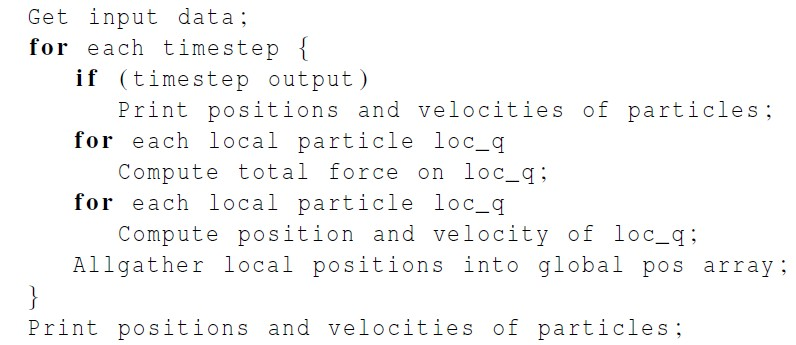 Get input data;
for each timestep {
if (timestep output)
Print positions and velocities of particles;
for each local particle loc_q
Compute total force on loc_q;
for each local particle loc_q
Compute position and velocity of loc_q;
Allgather local positions into global pos array;
}
Print positions and velocities of particles;